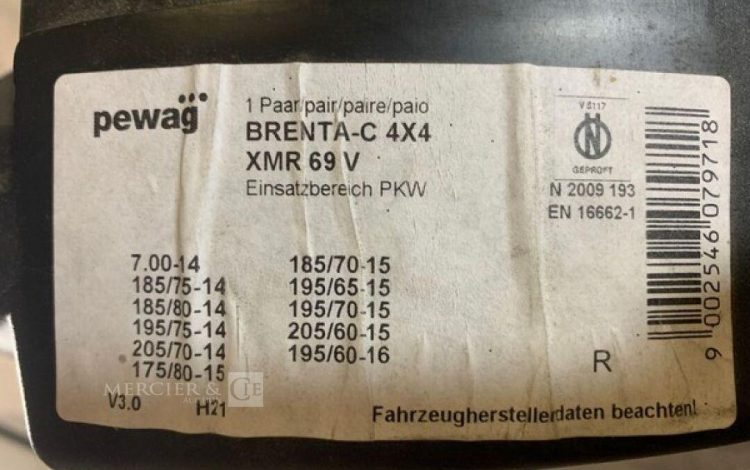 pewag
1 Paar/pair/paire/paio
BRENTA-C 4X4
XMR 69 V
Einsatzbereich PKW
V 5117
N
GEPRÜFT
N 2009 193
EN 16662-1
7.00-14
185/75-14
185/80-14
195/75-14
205/70-14
175/80-15
185/70-15
195/65-15
195/70-15
205/60-15
195/60-16
R
V3.0
H21
Fahrzeugherstellerdaten beachten!
9002546079718
MERCIER & CIE